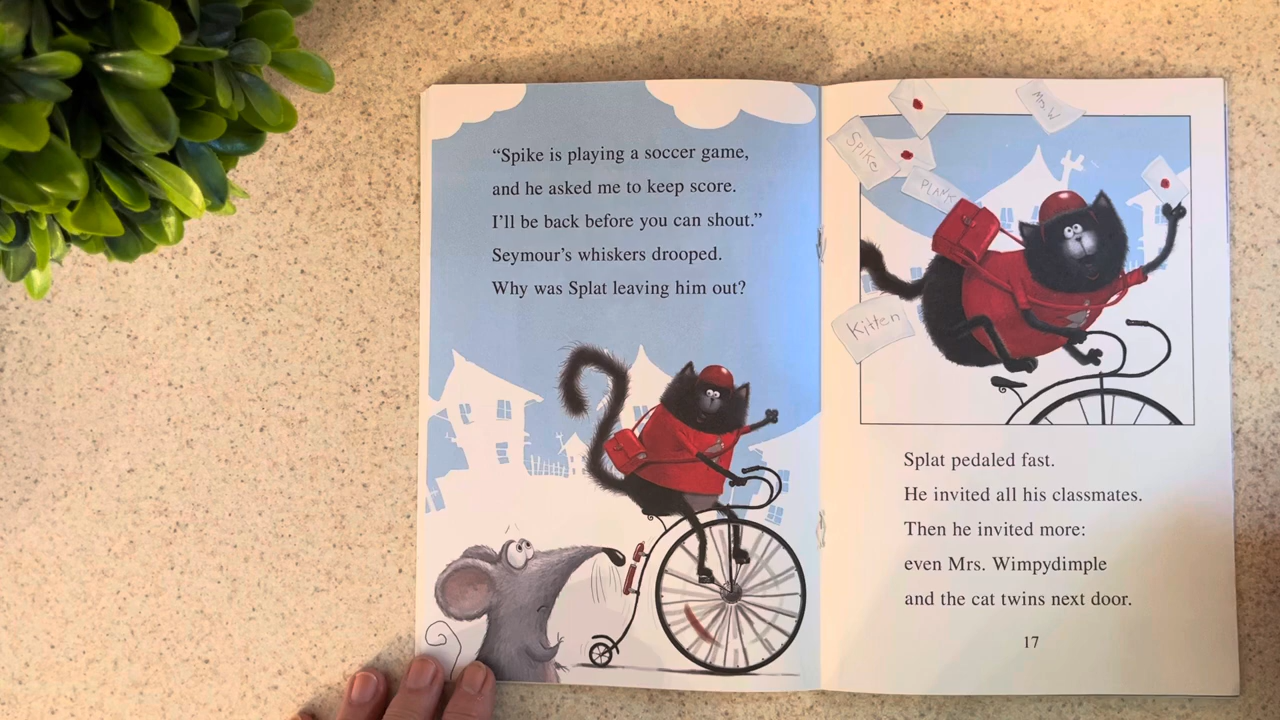 “Spike is playing a soccer game,
and he asked me to keep score.
I’ll be back before you can shout.”
Seymour’s whiskers drooped.
Why was Splat leaving him out?
Mrs. W
SPIKe
PLANK
Kitten
Splat pedaled fast.
He invited all his classmates.
Then he invited more:
even Mrs. Wimpydimple
and the cat twins next door.
17